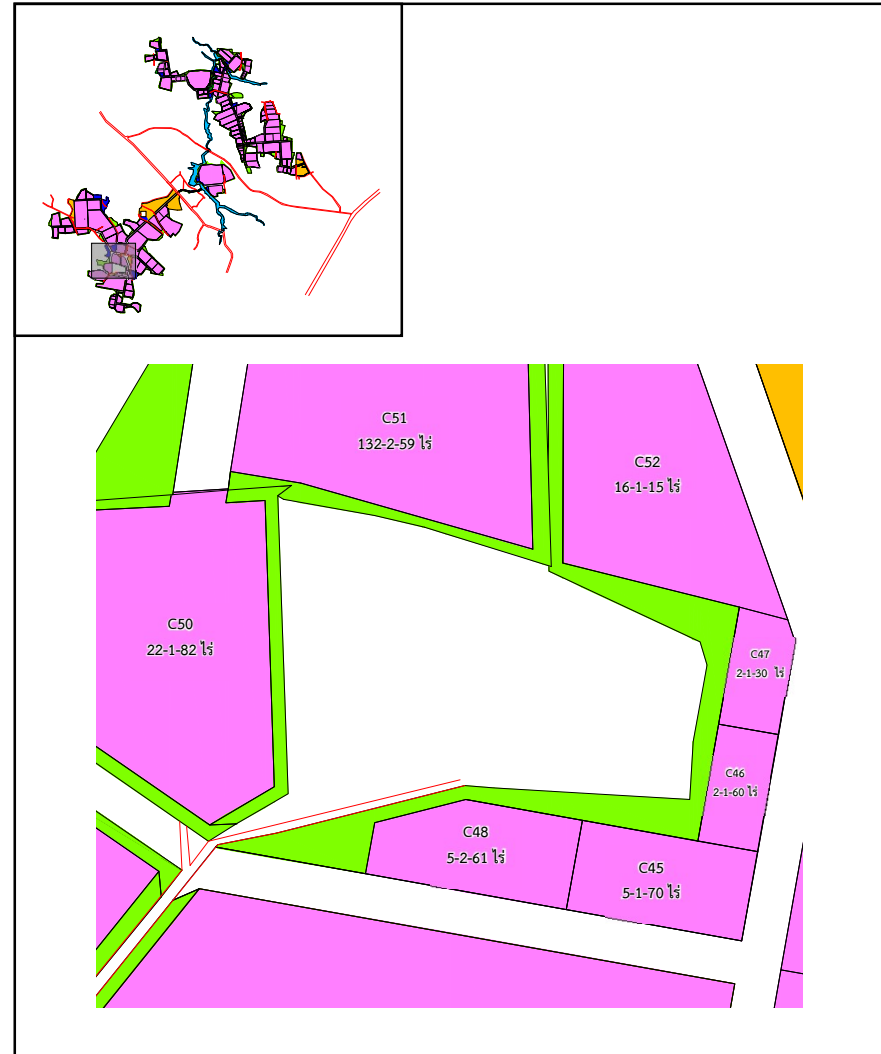 C51
132-2-59 ไร่
C52
16-1-15 ไร่
C50
22-1-82 ไร่
C47
2-1-30 ไร่
C46
2-1-60 ไร่
C48
5-2-61 ไร่
C45
5-1-70 ไร่